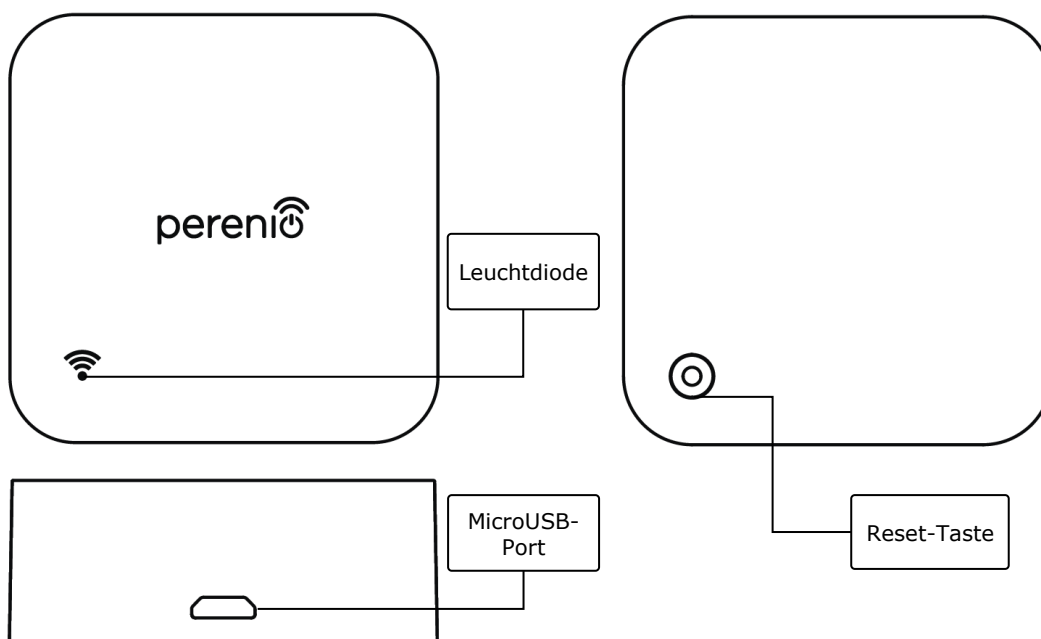 perenio
Leuchtdiode
MicroUSB-
Port
Reset-Taste